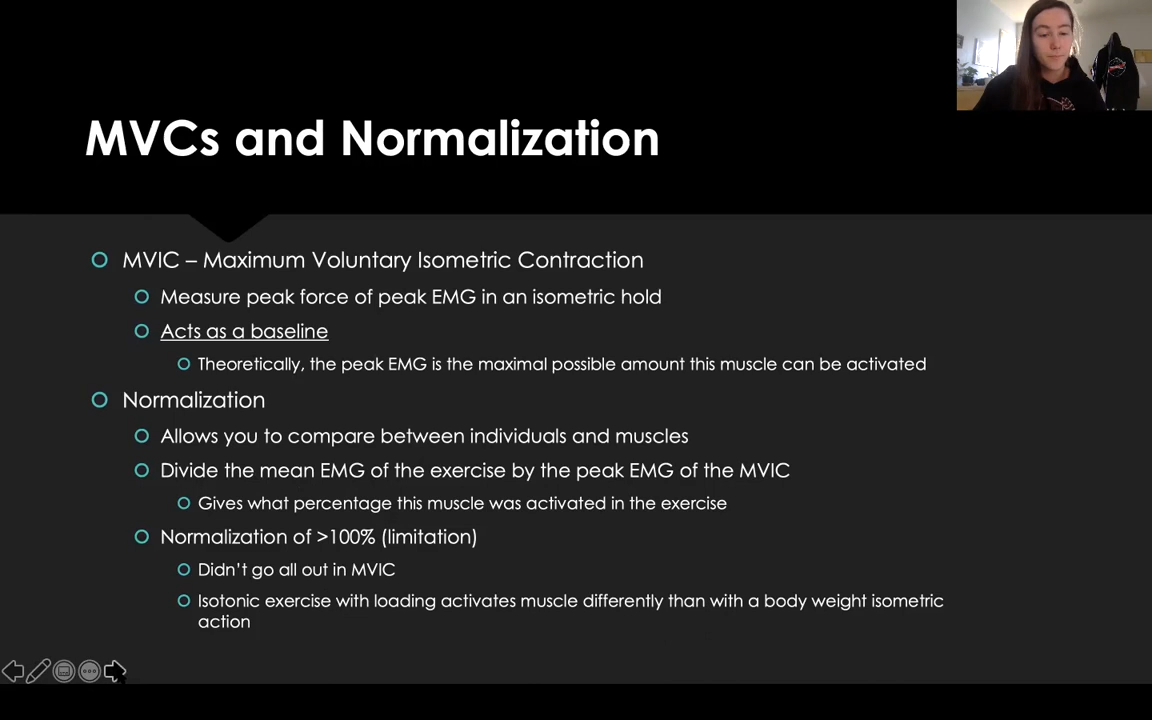 MVCs and Normalization
MVIC – Maximum Voluntary Isometric Contraction
Measure peak force of peak EMG in an isometric hold
Acts as a baseline
Theoretically, the peak EMG is the maximal possible amount this muscle can be activated
Normalization
Allows you to compare between individuals and muscles
Divide the mean EMG of the exercise by the peak EMG of the MVIC
Gives what percentage this muscle was activated in the exercise
Normalization of >100% (limitation)
Didn't go all out in MVIC
Isotonic exercise with loading activates muscle differently than with a body weight isometric
action